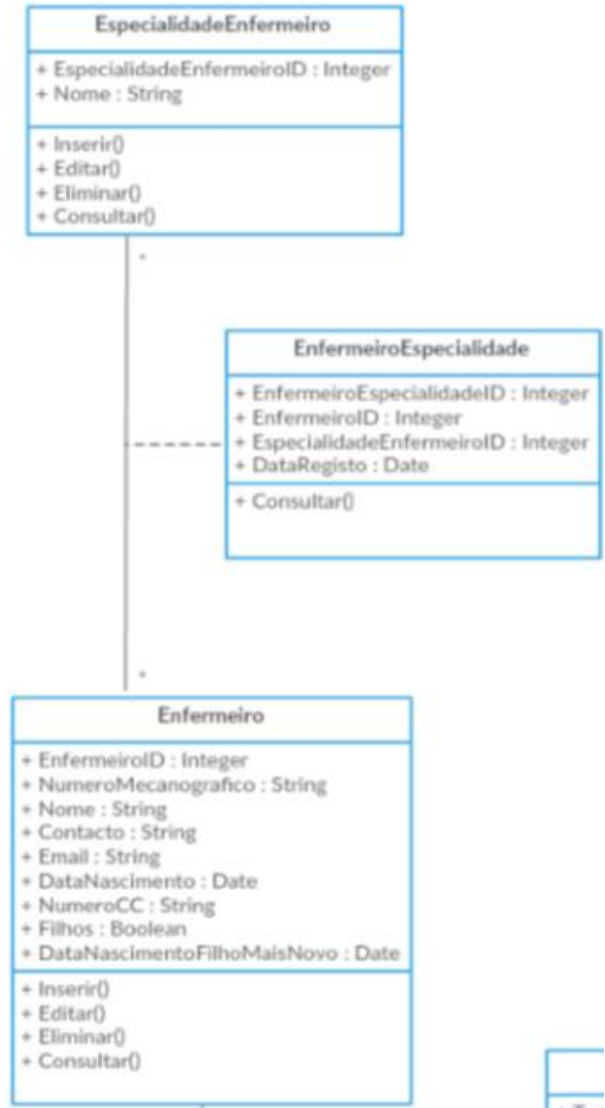 EspecialidadeEnfermeiro
+ EspecialidadeEnfermeiroID : Integer
+ Nome : String
+ Inserir()
+ Editar()
+ Eliminar()
+ Consultar()
*
EnfermeiroEspecialidade
+ EnfermeiroEspecialidadeID : Integer
+ EnfermeiroID : Integer
+ EspecialidadeEnfermeiroID : Integer
+ DataRegisto : Date
+ Consultar()
*
Enfermeiro
+ EnfermeiroID : Integer
+ NumeroMecanografico : String
+ Nome : String
+ Contacto : String
+ Email : String
+ DataNascimento : Date
+ NumeroCC : String
+ Filhos : Boolean
+ DataNascimentoFilhoMaisNovo : Date
+ Inserir()
+ Editar()
+ Eliminar()
+ Consultar()